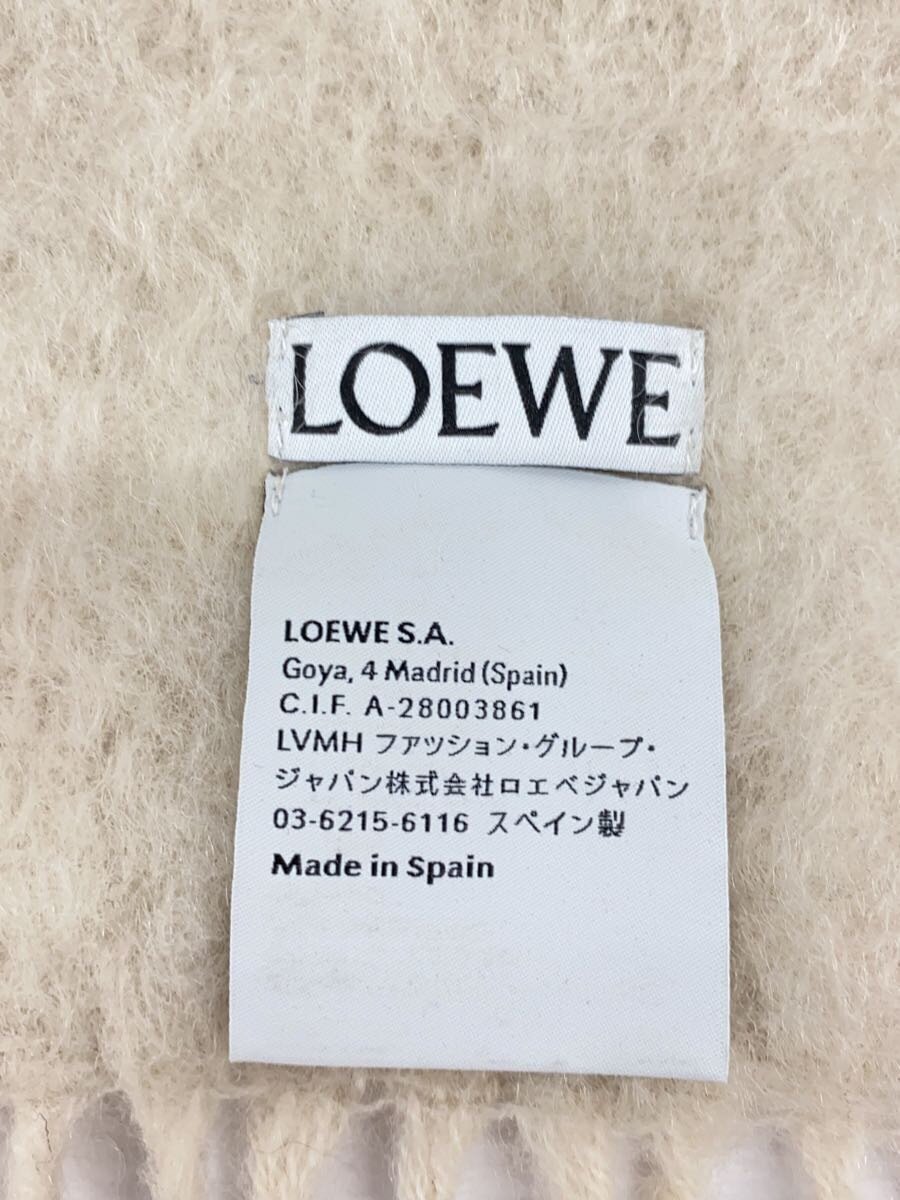 LOEWE
LOEWE S.A.
Goya, 4 Madrid (Spain)
C.I.F. A-28003861
LVMH ファッション・グループ・
ジャパン株式会社ロエベジャパン
03-6215-6116 スペイン製
Made in Spain